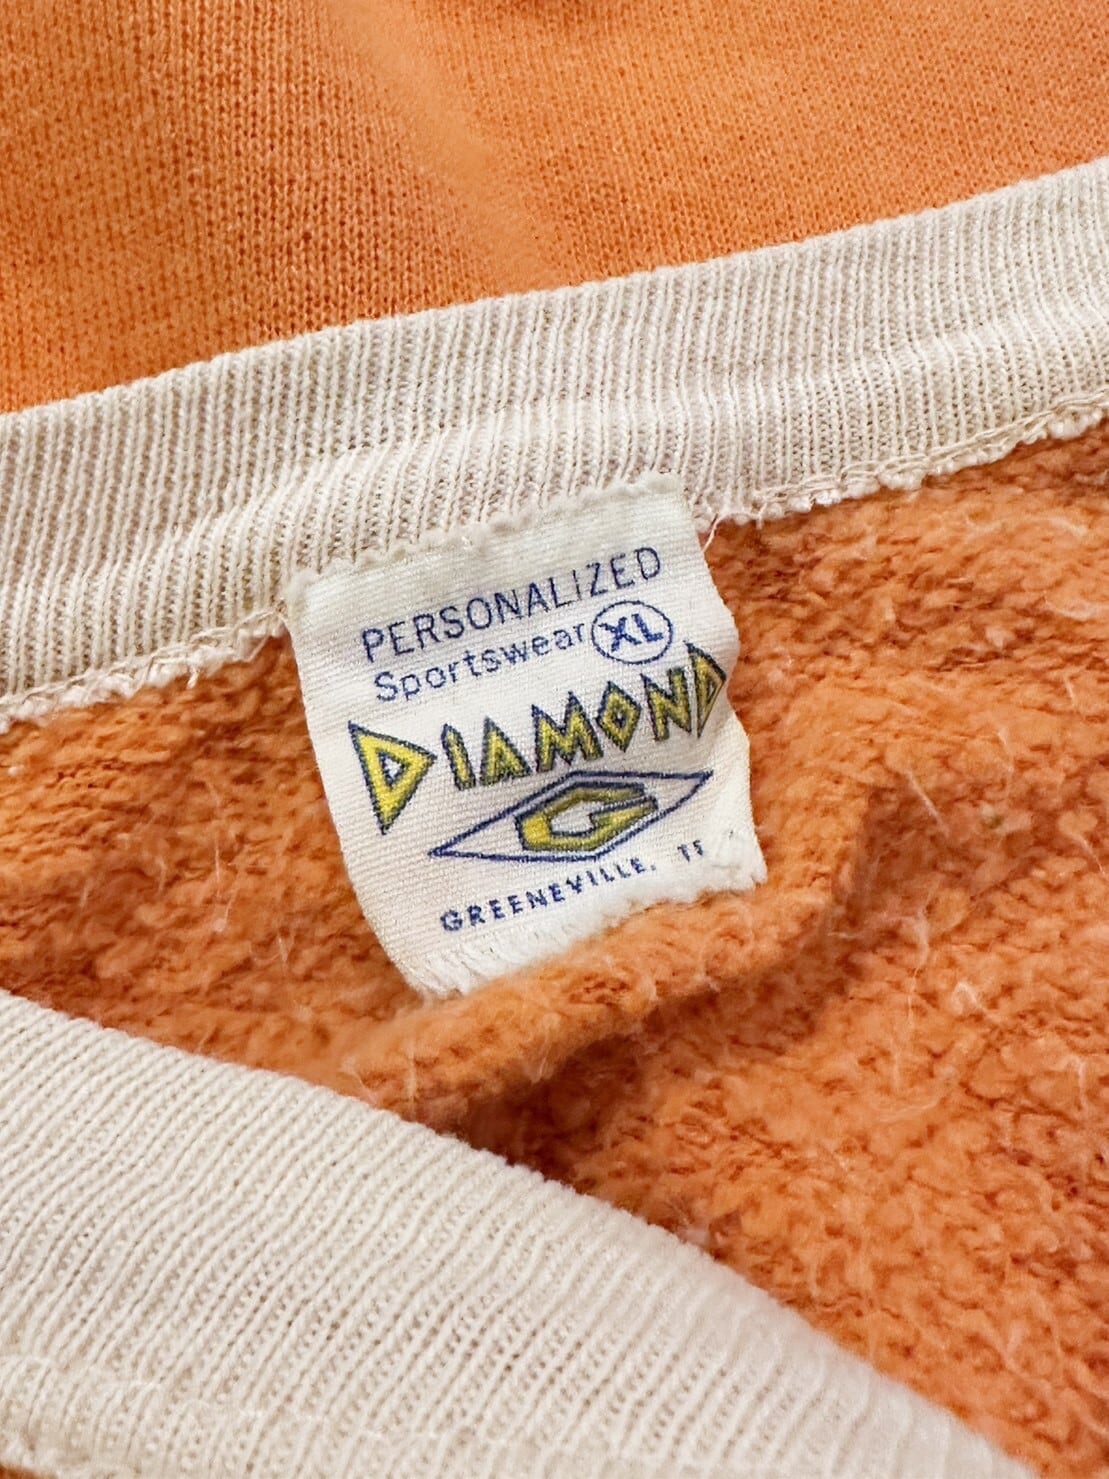 PERSONALIZED
Sportswear XL
DIAMOND
G
GREENEVILLE,